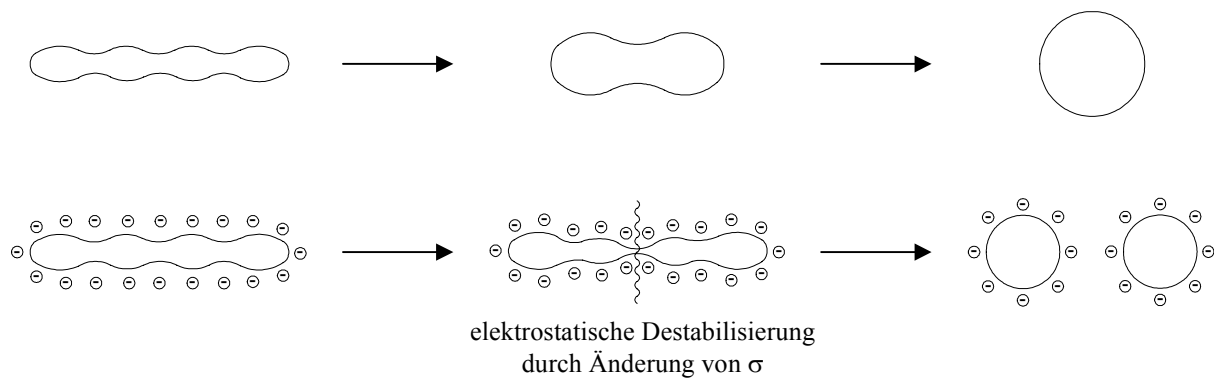 elektrostatische Destabilisierung
durch Änderung von σ